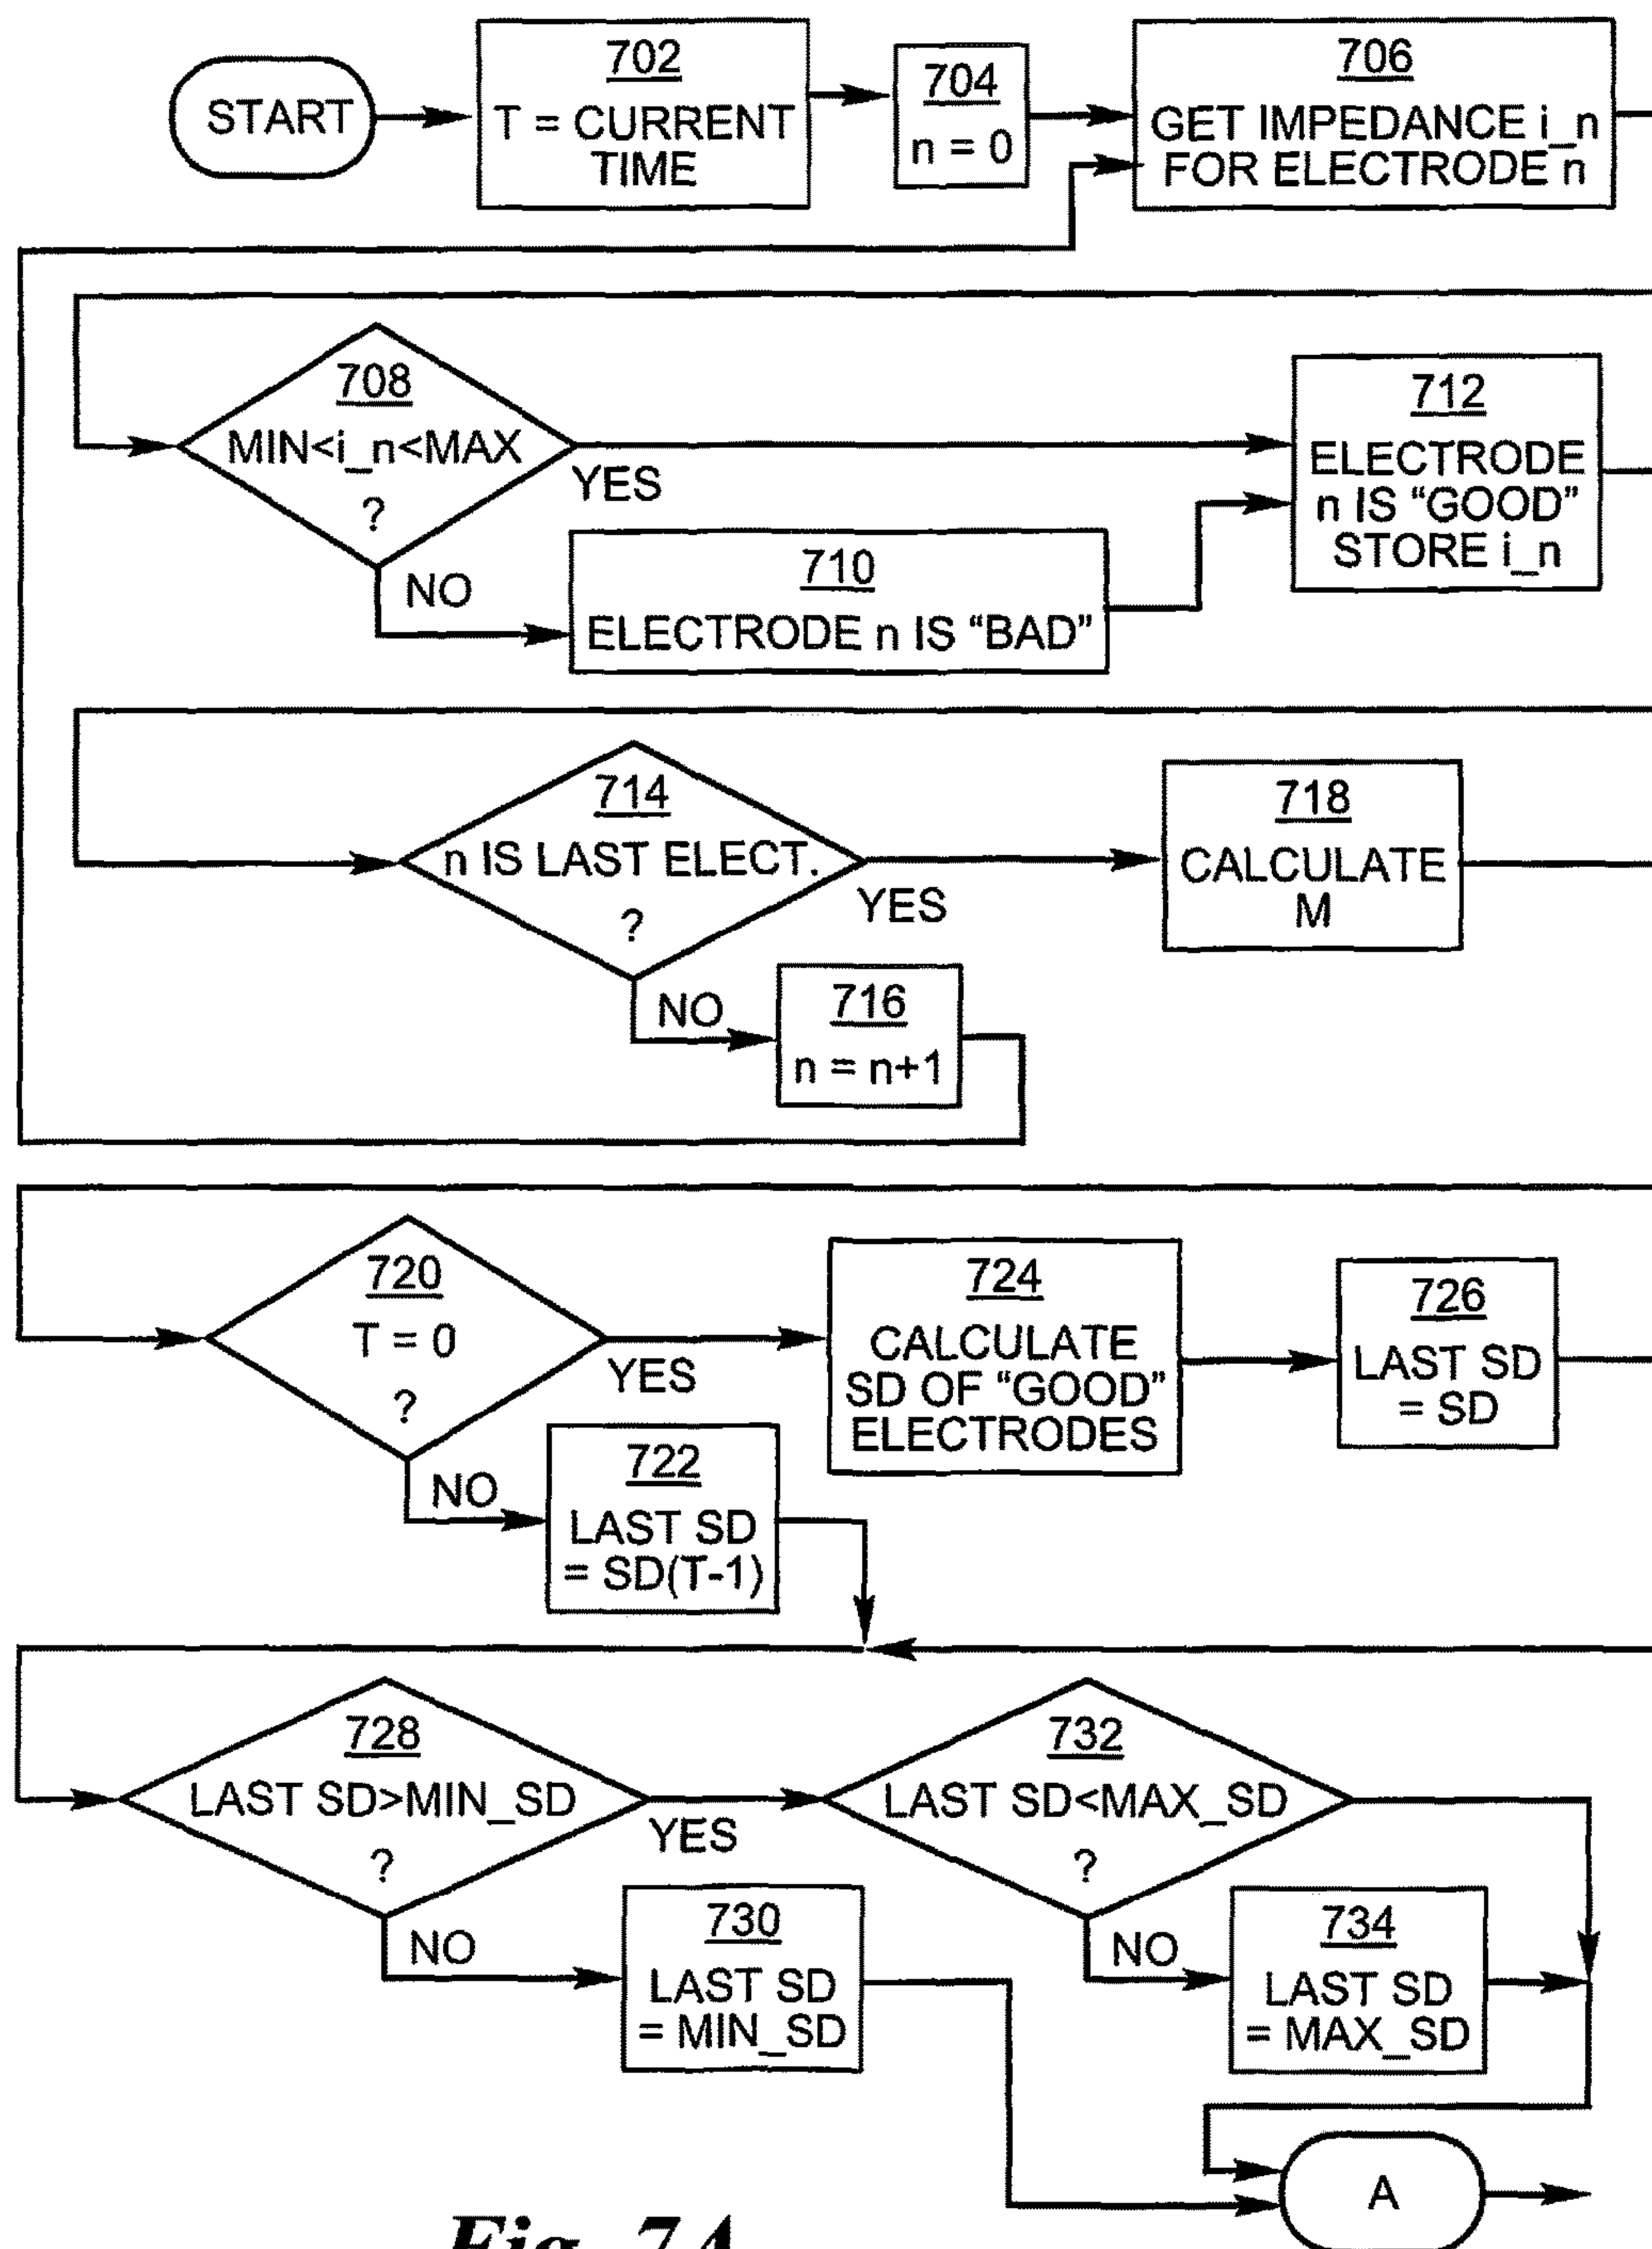 START
702
T = CURRENT
TIME
704
n = 0
706
GET IMPEDANCE i_n
FOR ELECTRODE n
708
MIN<i_n<MAX
?
YES
NO
710
ELECTRODE n IS “BAD”
712
ELECTRODE
n IS “GOOD”
STORE i_n
714
n IS LAST ELECT.
?
YES
NO
716
n = n+1
718
CALCULATE
M
720
T = 0
?
YES
NO
722
LAST SD
= SD(T-1)
724
CALCULATE
SD OF “GOOD”
ELECTRODES
726
LAST SD
= SD
728
LAST SD>MIN_SD
?
YES
NO
730
LAST SD
= MIN_SD
732
LAST SD<MAX_SD
?
NO
734
LAST SD
= MAX_SD
A
Fig. 7A